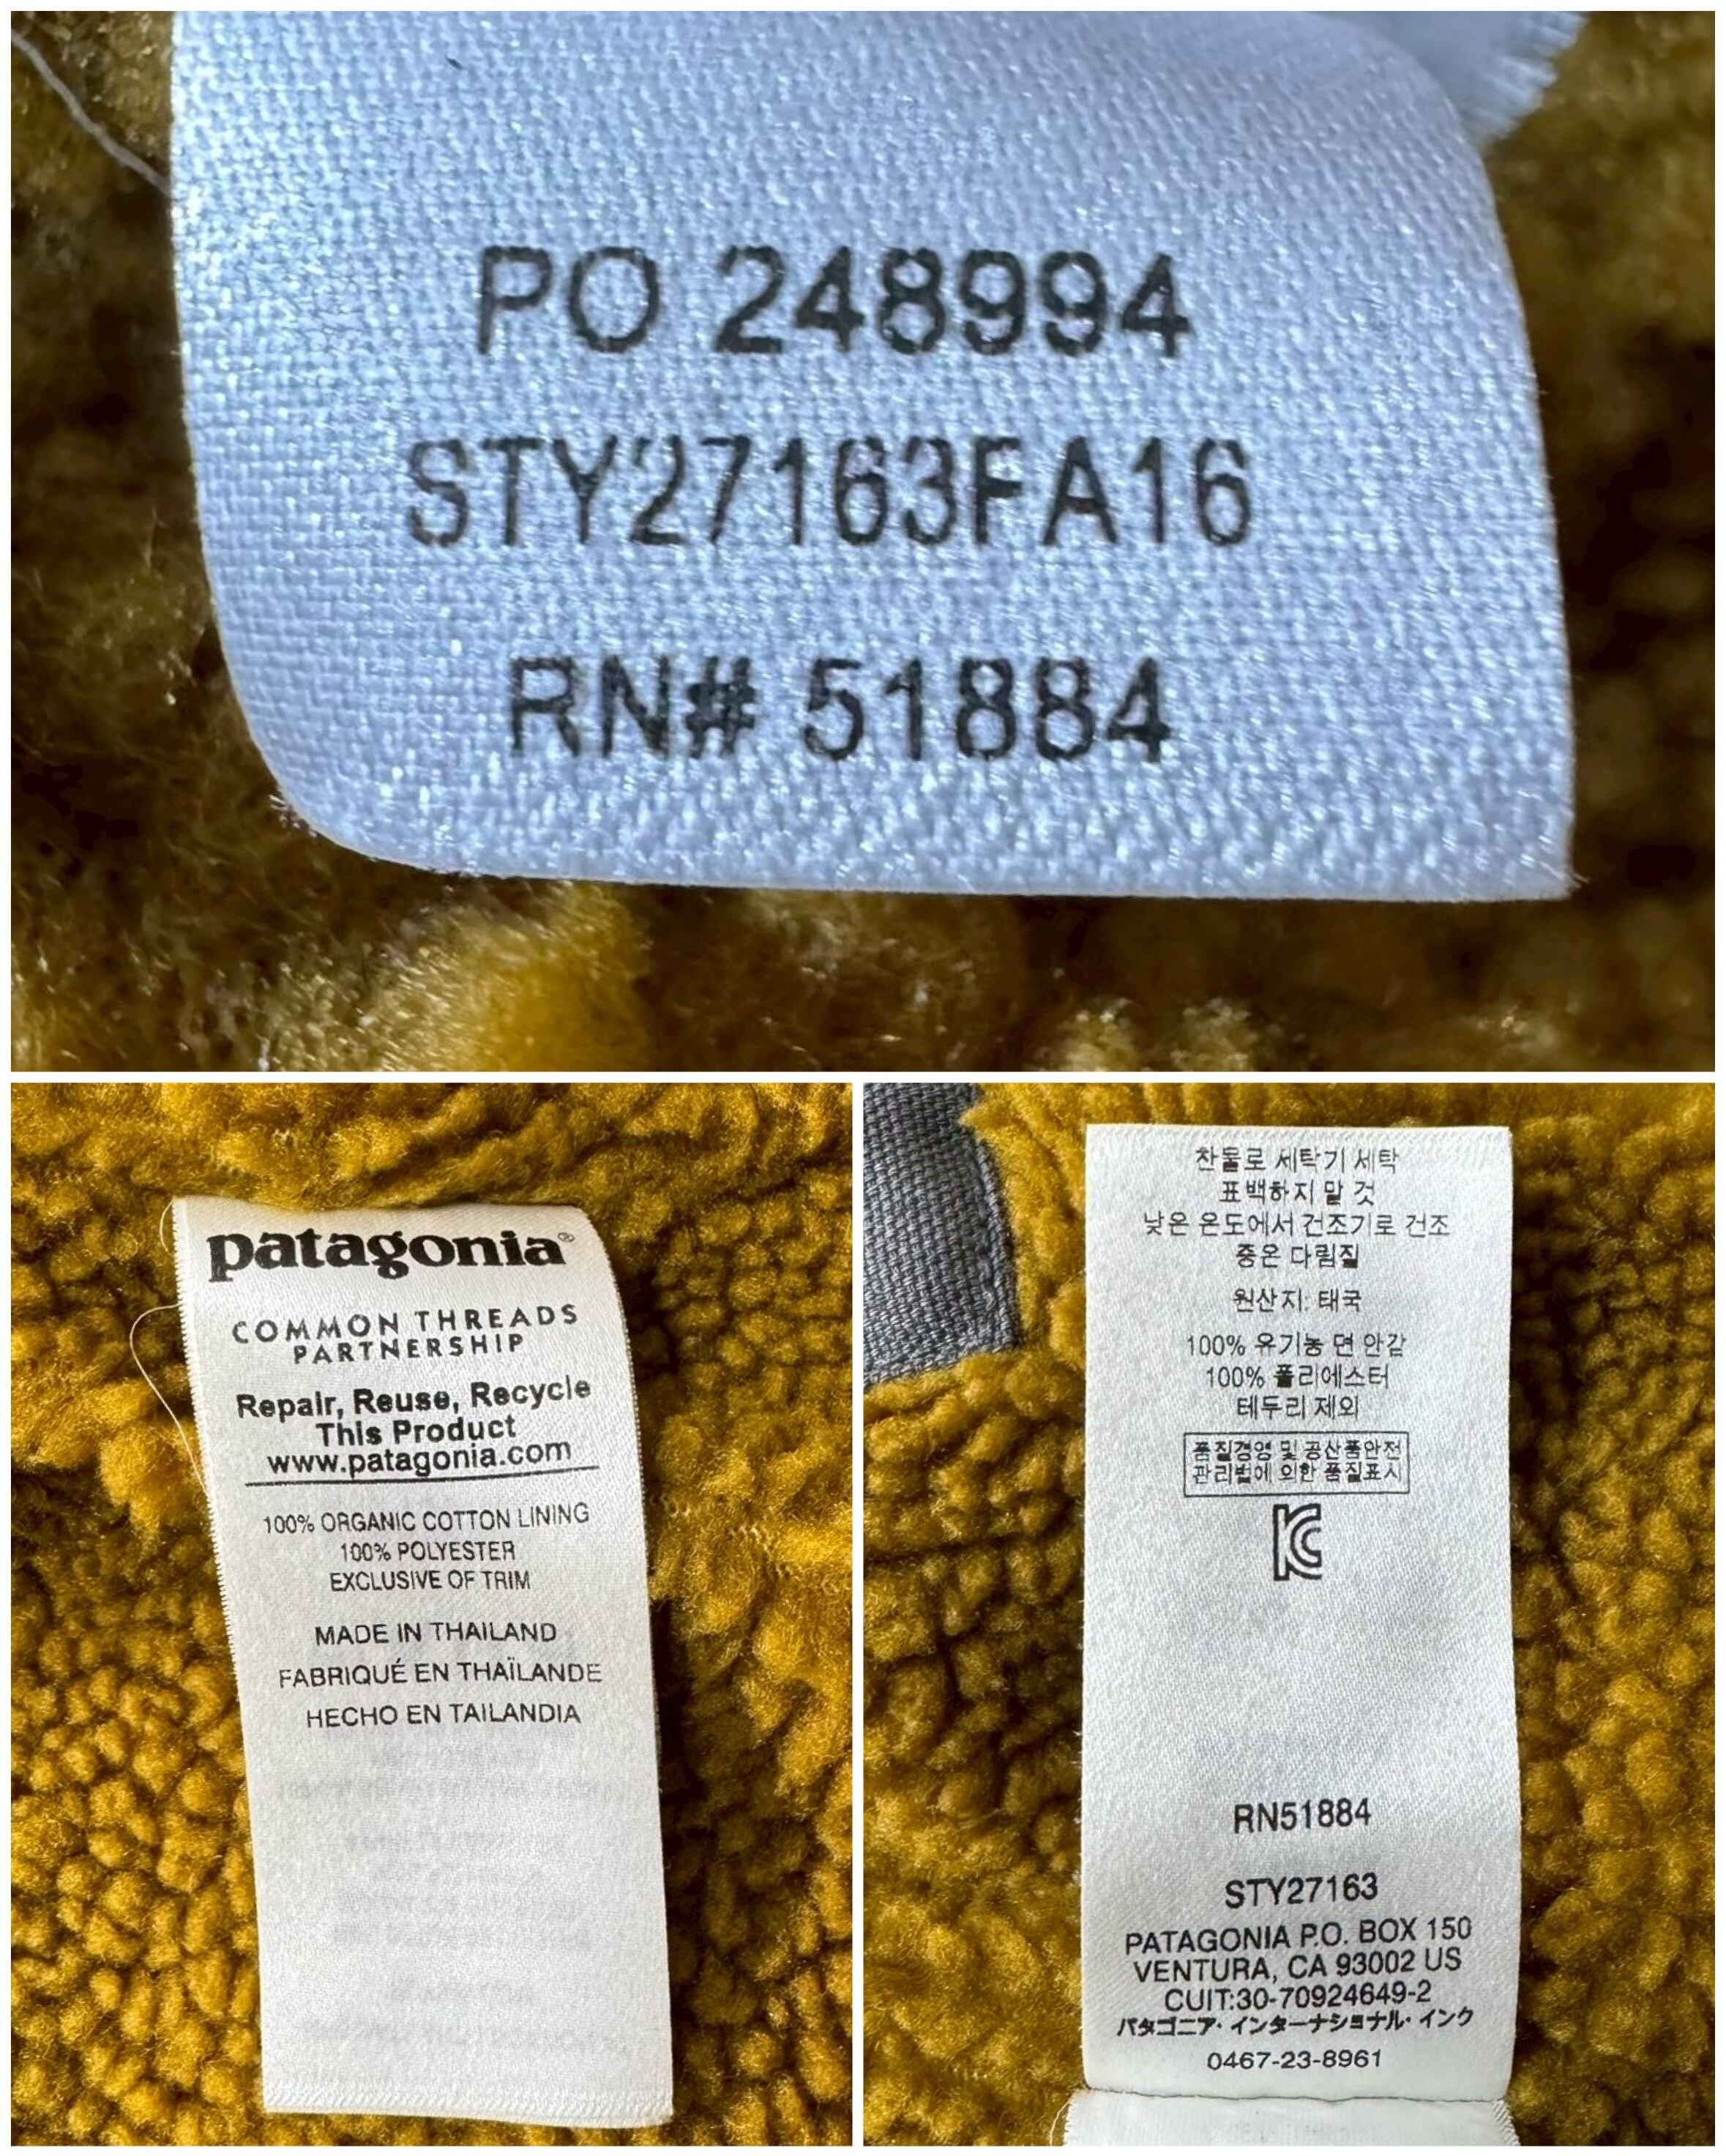 PO 248994
STY27163FA16
RN# 51884
patagonia®
COMMON THREADS
PARTNERSHIP
Repair, Reuse, Recycle
This Product
www.patagonia.com
100% ORGANIC COTTON LINING
100% POLYESTER
EXCLUSIVE OF TRIM
MADE IN THAILAND
FABRIQUÉ EN THAÏLANDE
HECHO EN TAILANDIA
찬물로 세탁기 세탁
표백하지 말 것
낮은 온도에서 건조기로 건조
중온 다림질
원산지: 태국
100% 유기농 면 안감
100% 폴리에스터
테두리 제외
품질경영 및 공산품안전
관리법에 의한 품질표시
RN51884
STY27163
PATAGONIA P.O. BOX 150
VENTURA, CA 93002 US
CUIT:30-70924649-2
パタゴニア・インターナショナル・インク
0467-23-8961